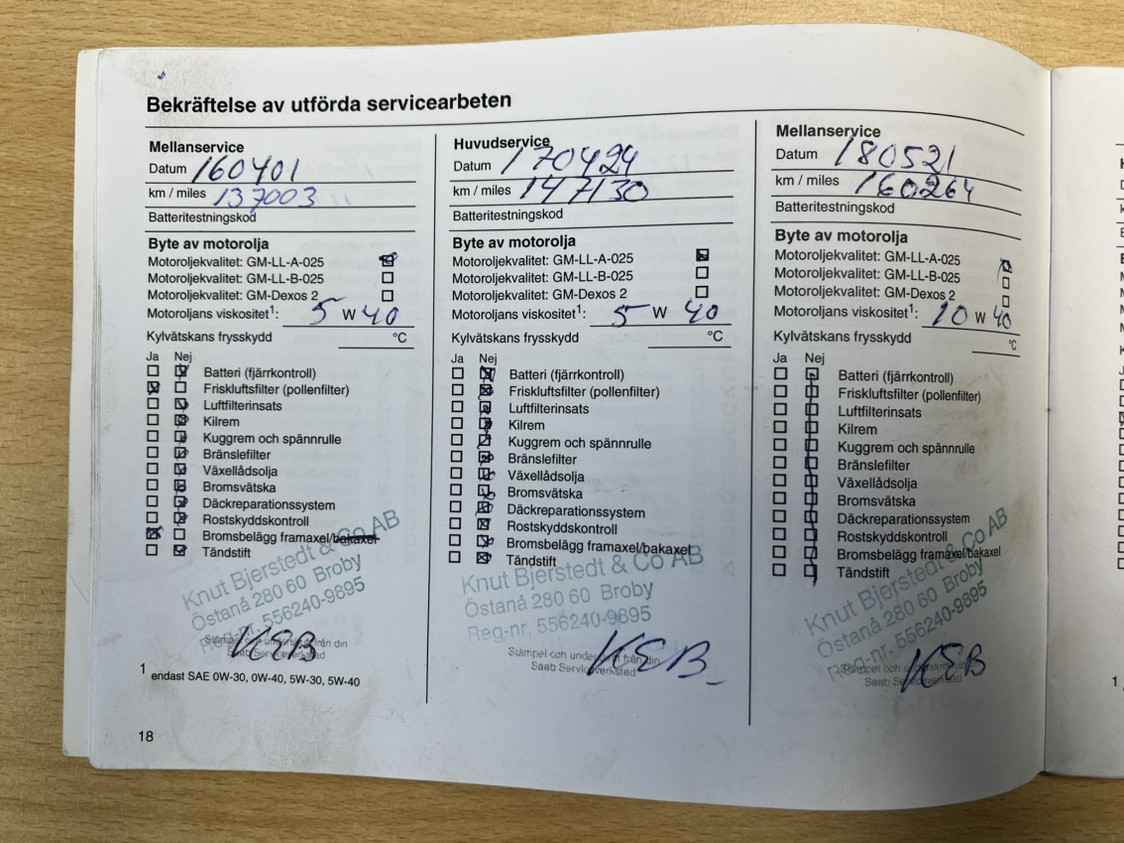 Bekräftelse av utförda servicearbeten
Mellanservice
Datum 160401
km / miles 137003
Batteritestningskod
Byte av motorolja
Motoroljekvalitet: GM-LL-A-025
Motoroljekvalitet: GM-LL-B-025
Motoroljekvalitet: GM-Dexos 2
Motoroljans viskositet¹: 5 W 40
Kylvätskans frysskydd °C
Ja Nej
Batteri (fjärrkontroll)
Friskluftsfilter (pollenfilter)
Luftfilterinsats
Kilrem
Kuggrem och spännrulle
Bränslefilter
Växellådsolja
Bromsvätska
Däckreparationssystem
Rostskyddskontroll
Bromsbelägg framaxel/bakaxel
Tändstift
Knut Bjerstedt & Co AB
Östanå 280 60 Broby
556240-9695
från din
KEB
1 endast SAE 0W-30, 0W-40, 5W-30, 5W-40
18
Huvudservice
Datum 170424
km / miles 147130
Batteritestningskod
Byte av motorolja
Motoroljekvalitet: GM-LL-A-025
Motoroljekvalitet: GM-LL-B-025
Motoroljekvalitet: GM-Dexos 2
Motoroljans viskositet¹: 5 W 40
Kylvätskans frysskydd °C
Ja Nej
Batteri (fjärrkontroll)
Friskluftsfilter (pollenfilter)
Luftfilterinsats
Kilrem
Kuggrem och spännrulle
Bränslefilter
Växellådsolja
Bromsvätska
Däckreparationssystem
Rostskyddskontroll
Bromsbelägg framaxel/bakaxel
Tändstift
Knut Bjerstedt & Co AB
Östanå 280 60 Broby
Reg-nr, 556240-9695
Stämpel och från din
Saab
KEB
Mellanservice
Datum 180521
km / miles 160264
Batteritestningskod
Byte av motorolja
Motoroljekvalitet: GM-LL-A-025
Motoroljekvalitet: GM-LL-B-025
Motoroljekvalitet: GM-Dexos 2
Motoroljans viskositet¹: 10 W 40
Kylvätskans frysskydd °C
Ja Nej
Batteri (fjärrkontroll)
Friskluftsfilter (pollenfilter)
Luftfilterinsats
Kilrem
Kuggrem och spännrulle
Bränslefilter
Växellådsolja
Bromsvätska
Däckreparationssystem
Rostskyddskontroll
Bromsbelägg framaxel/bakaxel
Tändstift
Knut Bjerstedt & Co AB
Östanå 280 60 Broby
556240-9695
Saab
KEB
1